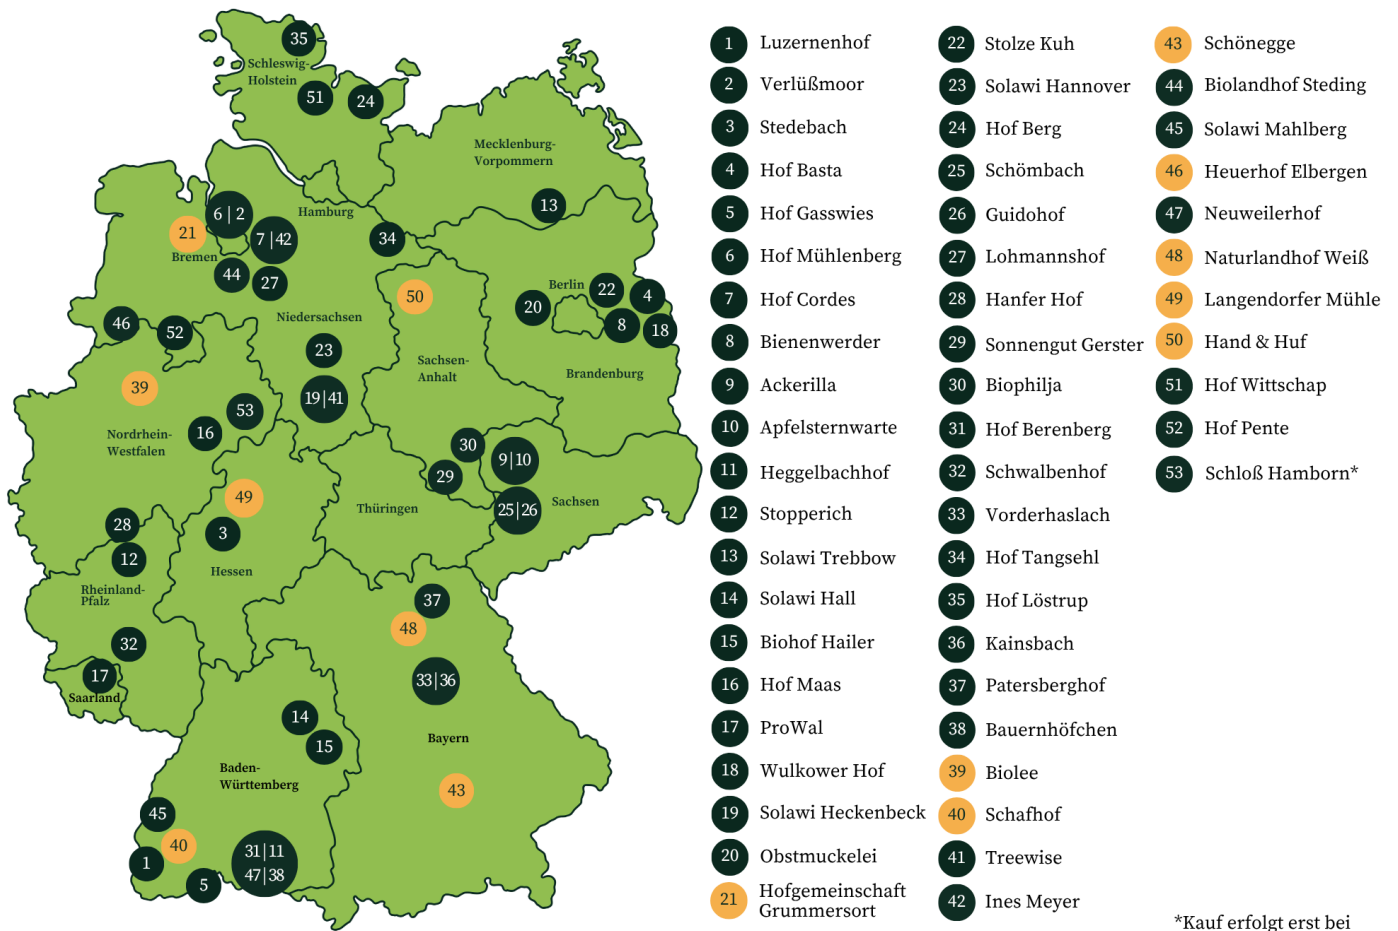 35
Schleswig-
Holstein
51
24
Mecklenburg-
Vorpommern
13
6 | 2
Hamburg
21
7 | 42
34
Bremen
44
27
Berlin
22
4
50
20
8
18
46
52
Niedersachsen
23
Sachsen-
Anhalt
Brandenburg
39
19 | 41
53
16
Nordrhein-
Westfalen
30
9 | 10
29
49
Thüringen
25 | 26
Sachsen
28
3
12
Hessen
Rheinland-
Pfalz
37
48
32
17
Saarland
33 | 36
14
15
Bayern
Baden-
Württemberg
43
45
40
1
31 | 11
47 | 38
5
1 Luzernenhof
2 Verlüßmoor
3 Stedebach
4 Hof Basta
5 Hof Gasswies
6 Hof Mühlenberg
7 Hof Cordes
8 Bienenwerder
9 Ackerilla
10 Apfelsternwarte
11 Heggelbachhof
12 Stopperich
13 Solawi Trebbow
14 Solawi Hall
15 Biohof Hailer
16 Hof Maas
17 ProWal
18 Wulkower Hof
19 Solawi Heckenbeck
20 Obstmuckelei
21 Hofgemeinschaft
Grummersort
22 Stolze Kuh
23 Solawi Hannover
24 Hof Berg
25 Schömbach
26 Guidohof
27 Lohmannshof
28 Hanfer Hof
29 Sonnengut Gerster
30 Biophilja
31 Hof Berenberg
32 Schwalbenhof
33 Vorderhaslach
34 Hof Tangsehl
35 Hof Löstrup
36 Kainsbach
37 Patersberghof
38 Bauernhöfchen
39 Biolee
40 Schafhof
41 Treewise
42 Ines Meyer
43 Schönegge
44 Biolandhof Steding
45 Solawi Mahlberg
46 Heuerhof Elbergen
47 Neuweilerhof
48 Naturlandhof Weiß
49 Langendorfer Mühle
50 Hand & Huf
51 Hof Wittschap
52 Hof Pente
53 Schloß Hamborn*
*Kauf erfolgt erst bei